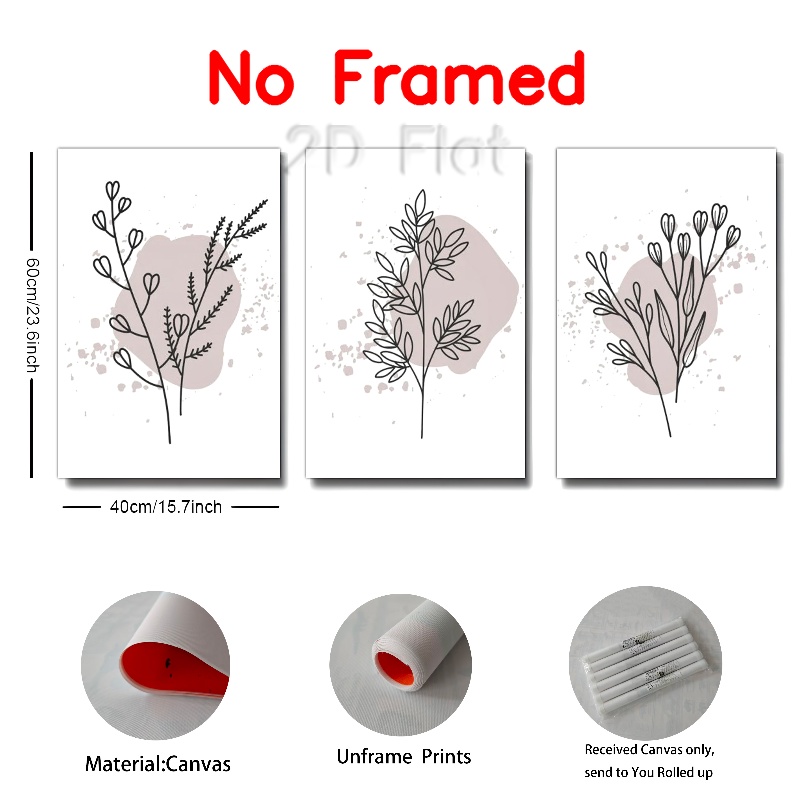 No Framed
2D Flat
60cm/23.6inch
40cm/15.7inch
Material:Canvas
Unframe Prints
Received Canvas only,
send to You Rolled up